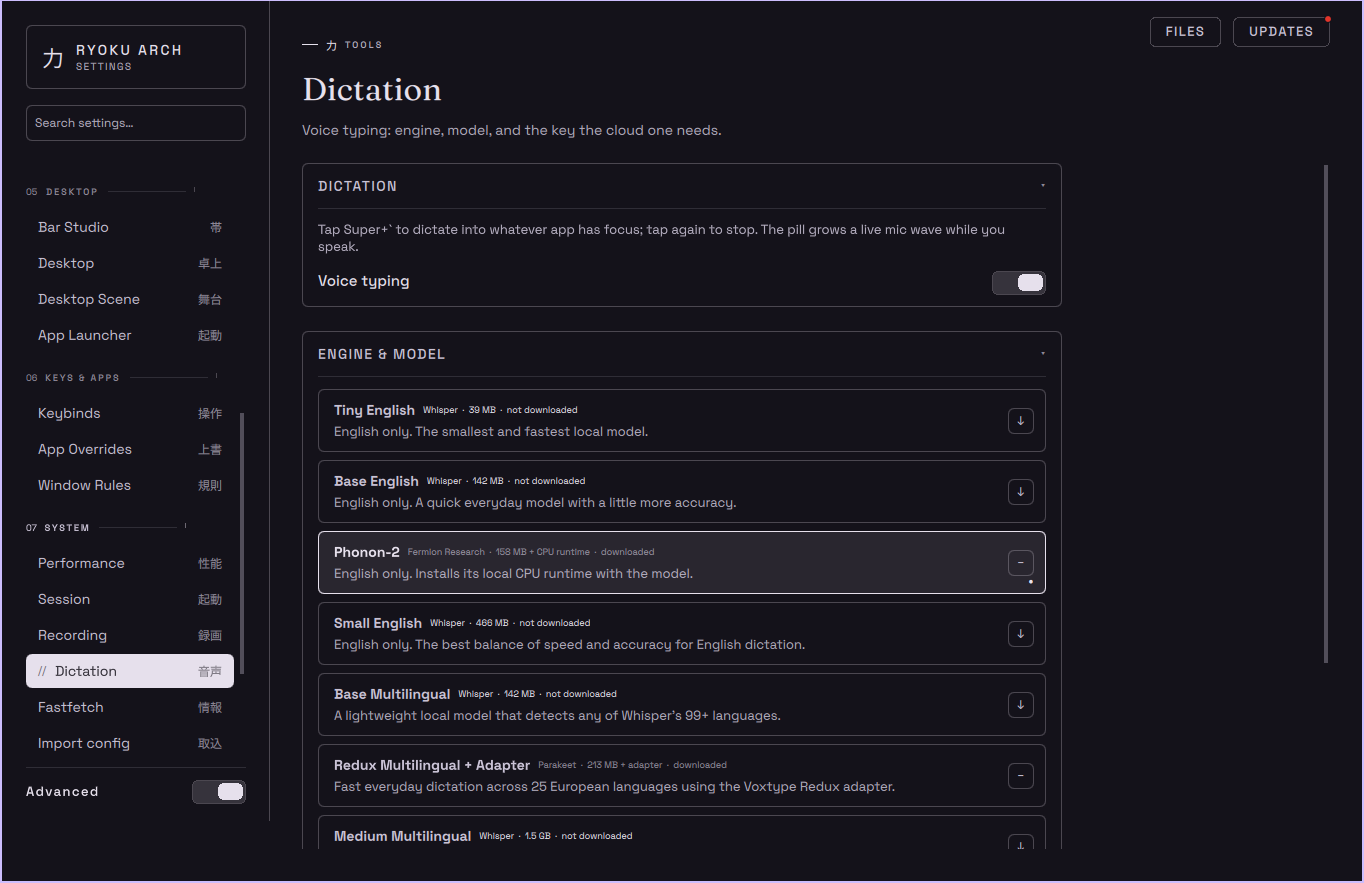 力 RYOKU ARCH
SETTINGS
Search settings...
05 DESKTOP
Bar Studio 帯
Desktop 卓上
Desktop Scene 舞台
App Launcher 起動
06 KEYS & APPS
Keybinds 操作
App Overrides 上書
Window Rules 規則
07 SYSTEM
Performance 性能
Session 起動
Recording 録画
// Dictation 音声
Fastfetch 情報
Import config 取込
Advanced
力 TOOLS
FILES
UPDATES
Dictation
Voice typing: engine, model, and the key the cloud one needs.
DICTATION
Tap Super+` to dictate into whatever app has focus; tap again to stop. The pill grows a live mic wave while you
speak.
Voice typing
ENGINE & MODEL
Tiny English Whisper · 39 MB · not downloaded
English only. The smallest and fastest local model.
↓
Base English Whisper · 142 MB · not downloaded
English only. A quick everyday model with a little more accuracy.
↓
Phonon-2 Fermion Research · 158 MB + CPU runtime · downloaded
English only. Installs its local CPU runtime with the model.
−
Small English Whisper · 466 MB · not downloaded
English only. The best balance of speed and accuracy for English dictation.
↓
Base Multilingual Whisper · 142 MB · not downloaded
A lightweight local model that detects any of Whisper's 99+ languages.
↓
Redux Multilingual + Adapter Parakeet · 213 MB + adapter · downloaded
Fast everyday dictation across 25 European languages using the Voxtype Redux adapter.
−
Medium Multilingual Whisper · 1.5 GB · not downloaded
↓